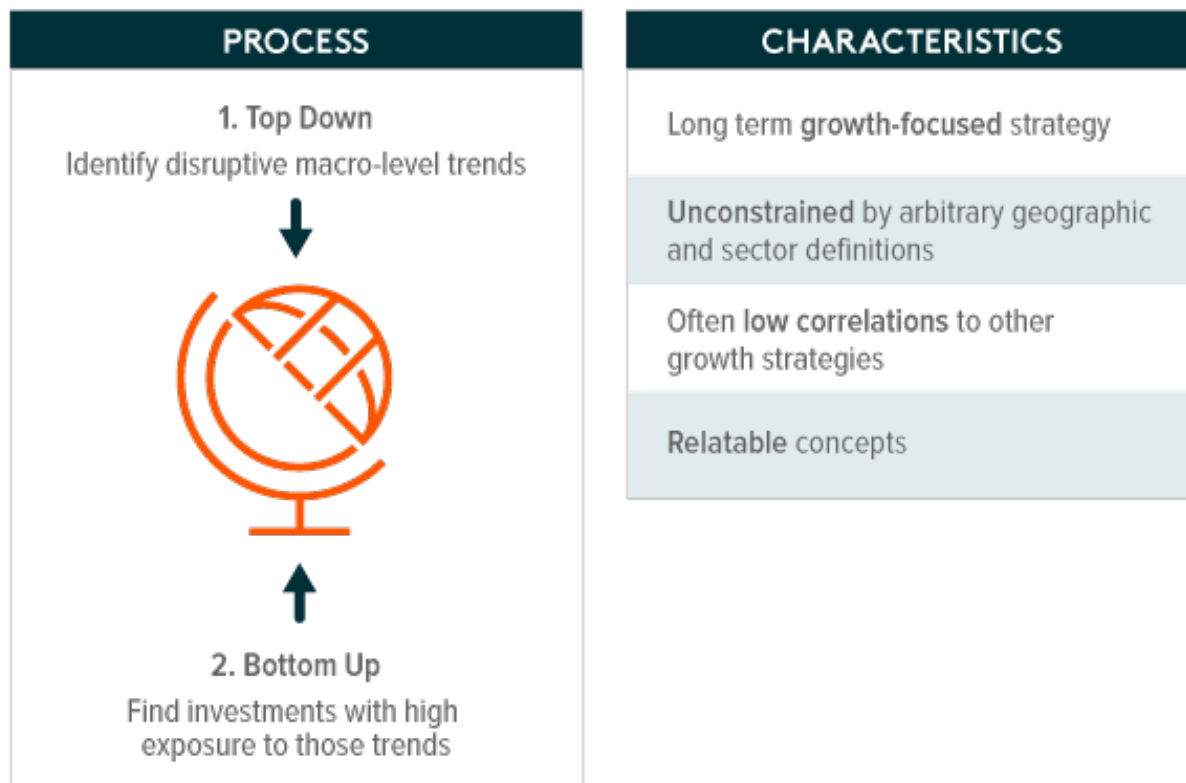 PROCESS
1. Top Down
Identify disruptive macro-level trends
2. Bottom Up
Find investments with high
exposure to those trends
CHARACTERISTICS
Long term growth-focused strategy
Unconstrained by arbitrary geographic
and sector definitions
Often low correlations to other
growth strategies
Relatable concepts